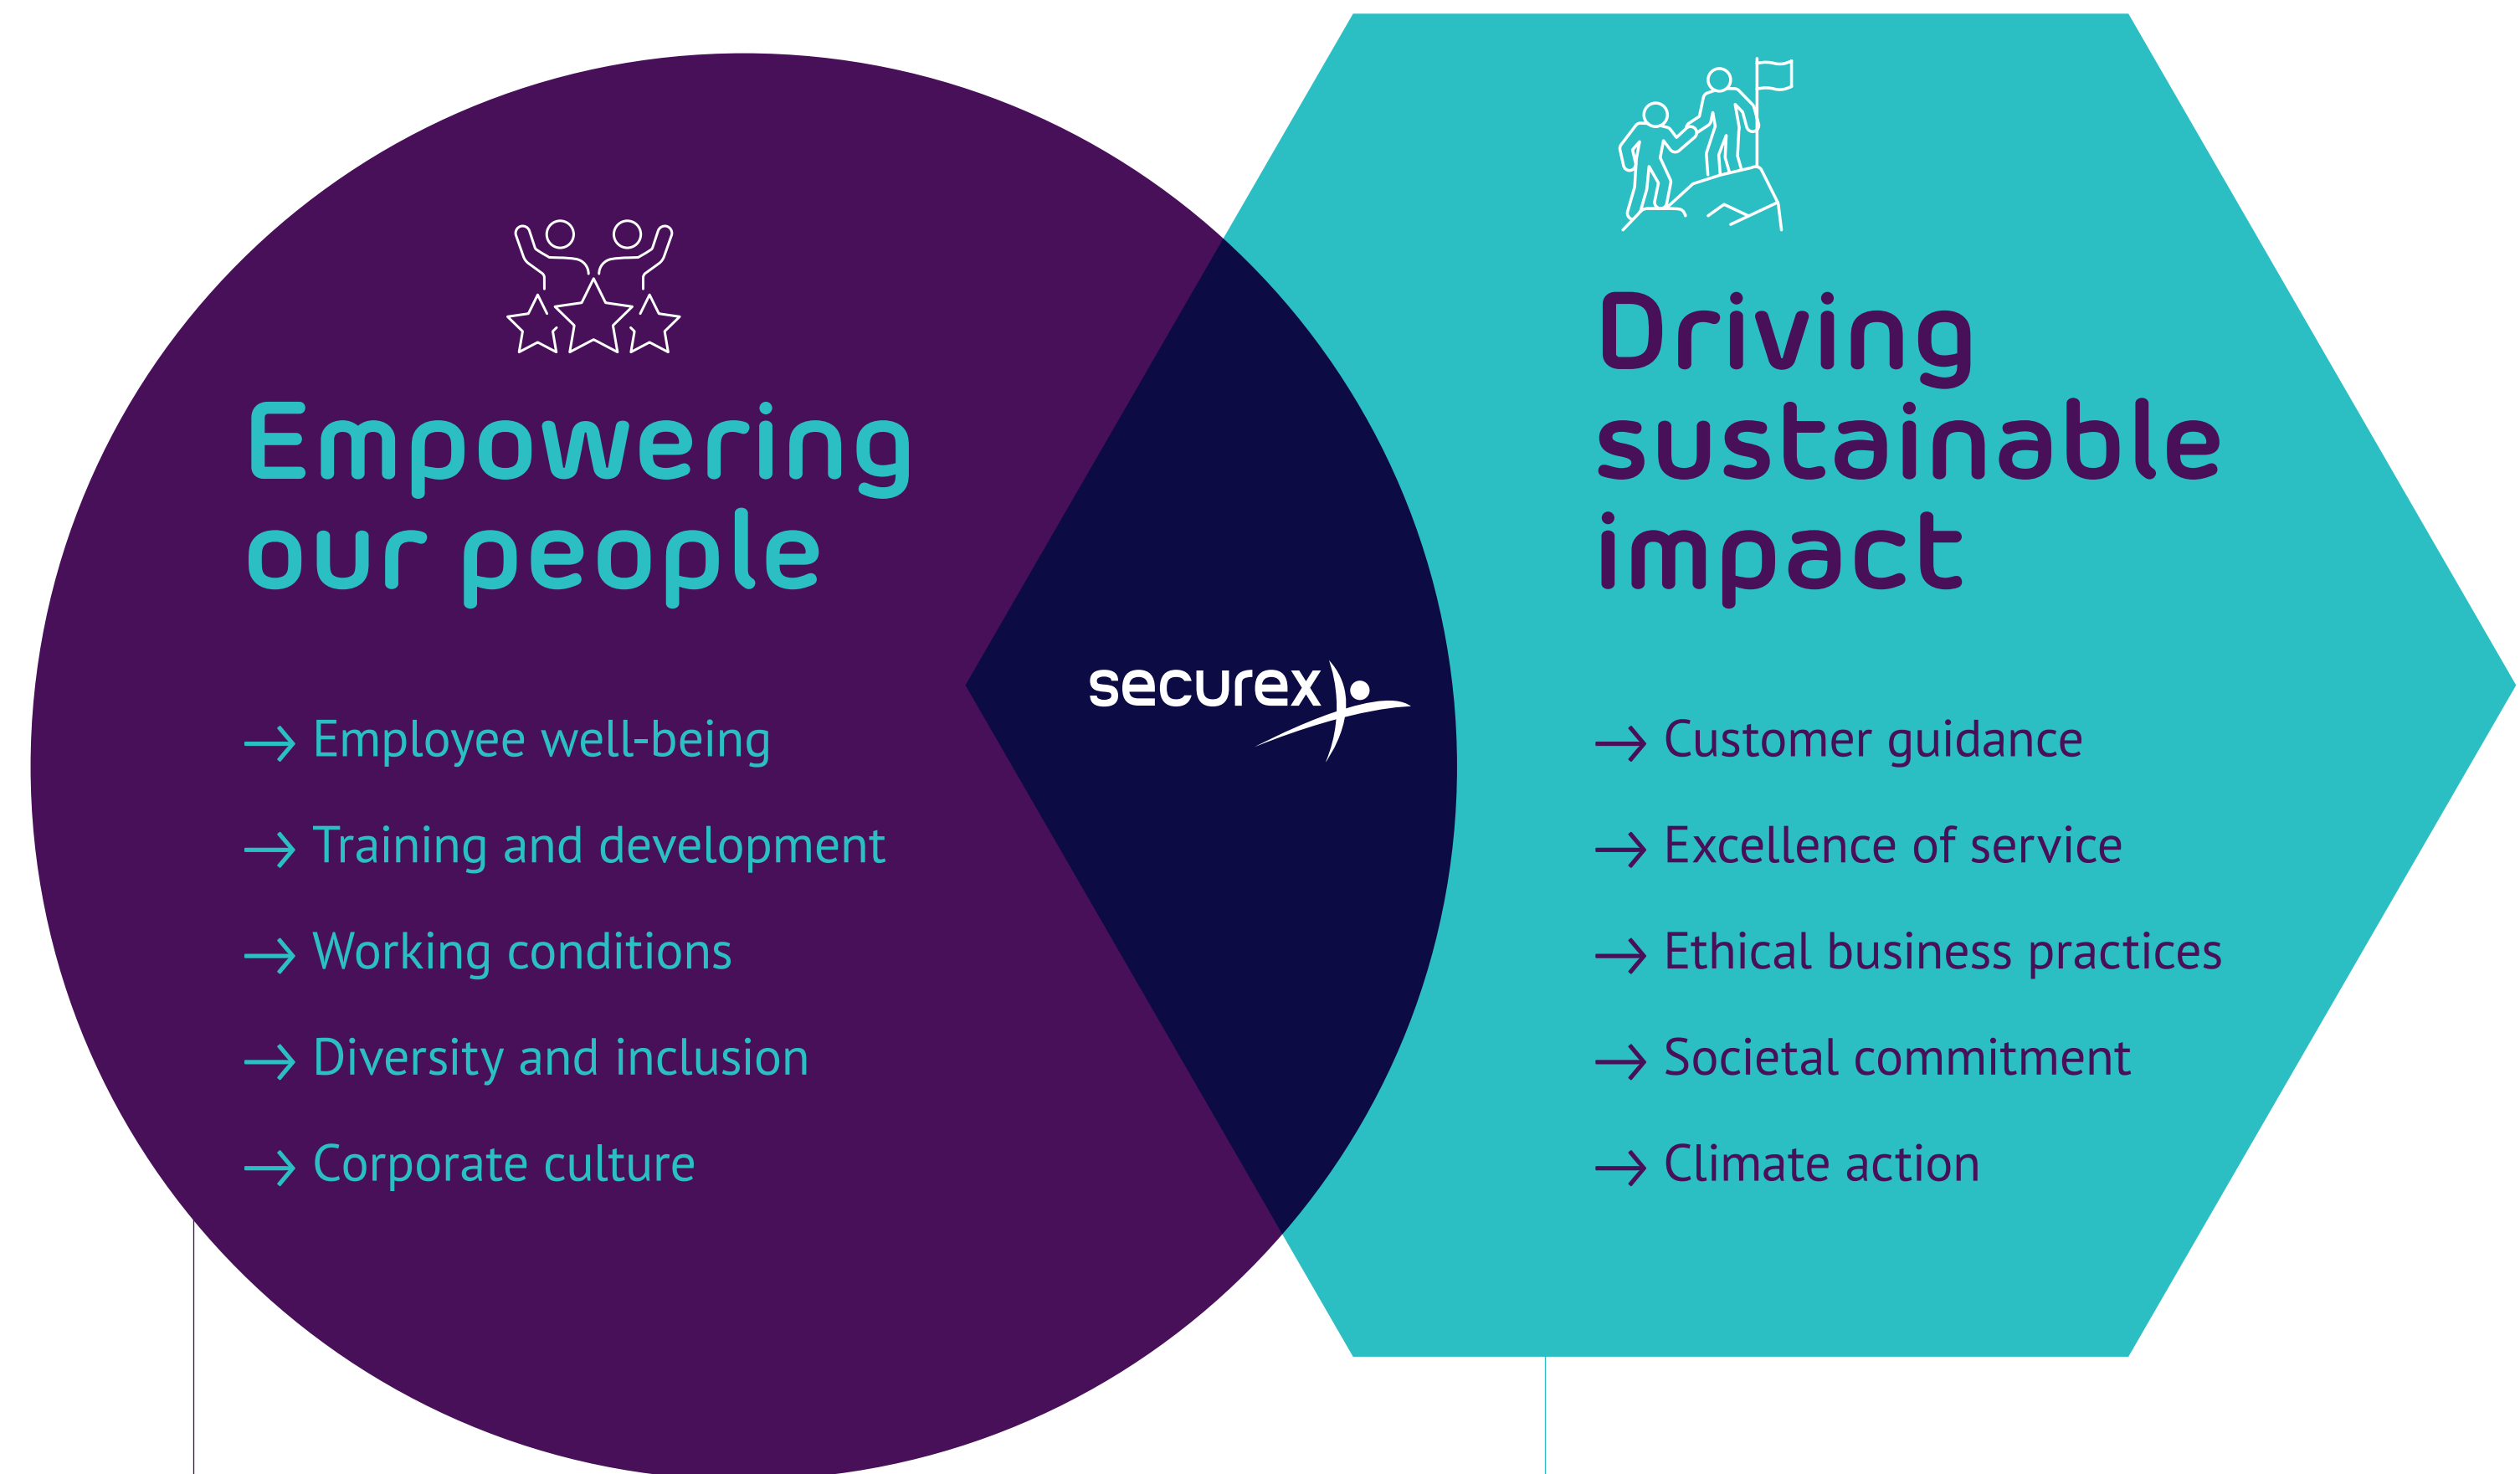 Empowering
our people
→ Employee well-being
→ Training and development
→ Working conditions
→ Diversity and inclusion
→ Corporate culture
securex
Driving
sustainable
impact
→ Customer guidance
→ Excellence of service
→ Ethical business practices
→ Societal commitment
→ Climate action